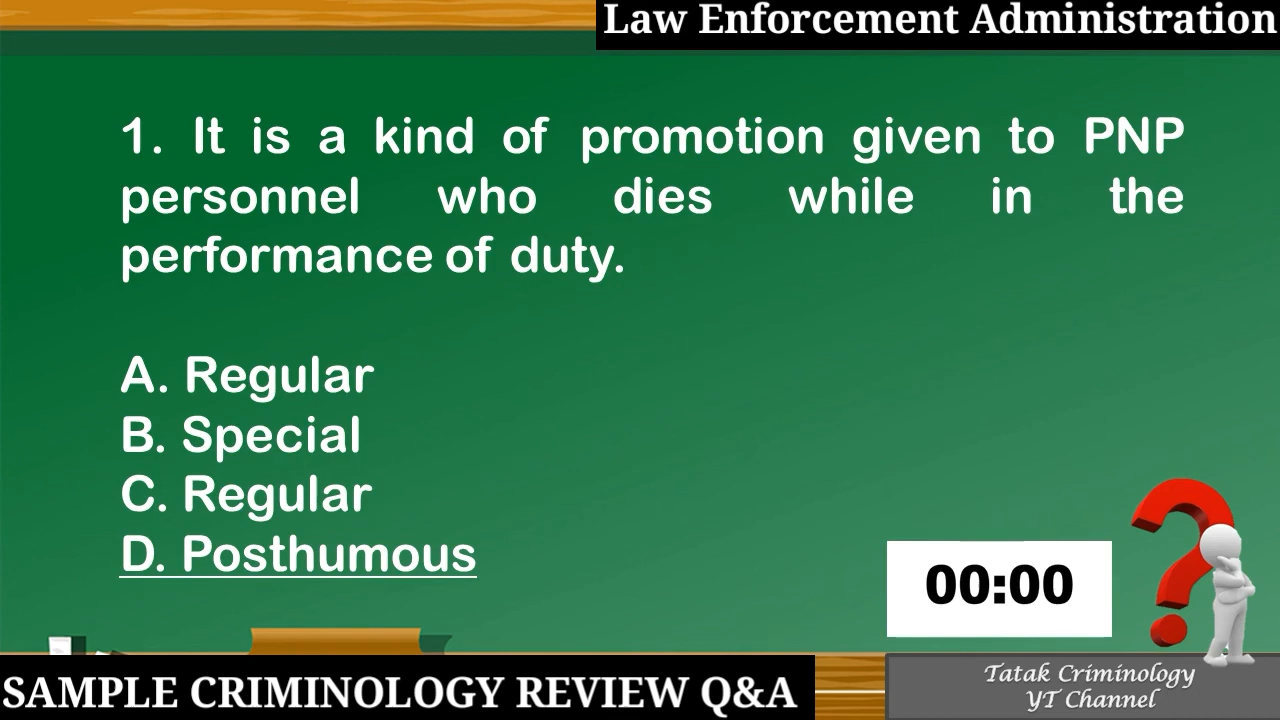 Law Enforcement Administration
1. It is a kind of promotion given to PNP
personnel who dies while in the
performance of duty.
A. Regular
B. Special
C. Regular
D. Posthumous
00:00
SAMPLE CRIMINOLOGY REVIEW Q&A
Tatak Criminology
YT Channel